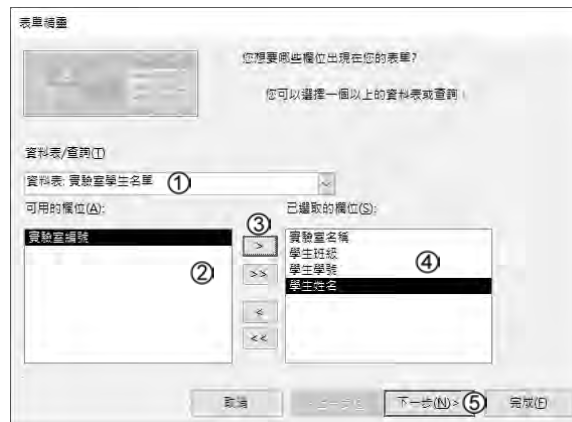 表單精靈
您想要哪些欄位出現在您的表單?
您可以選擇一個以上的資料表或查詢。
資料表/查詢(T)
資料表: 實驗室學生名單 ①
可用的欄位(A):
已選取的欄位(S):
實驗室編號
②
③
>
>>
<
<<
實驗室名稱
學生班級
學生學號
學生姓名
④
取消
下一步(N)> ⑤
完成(F)